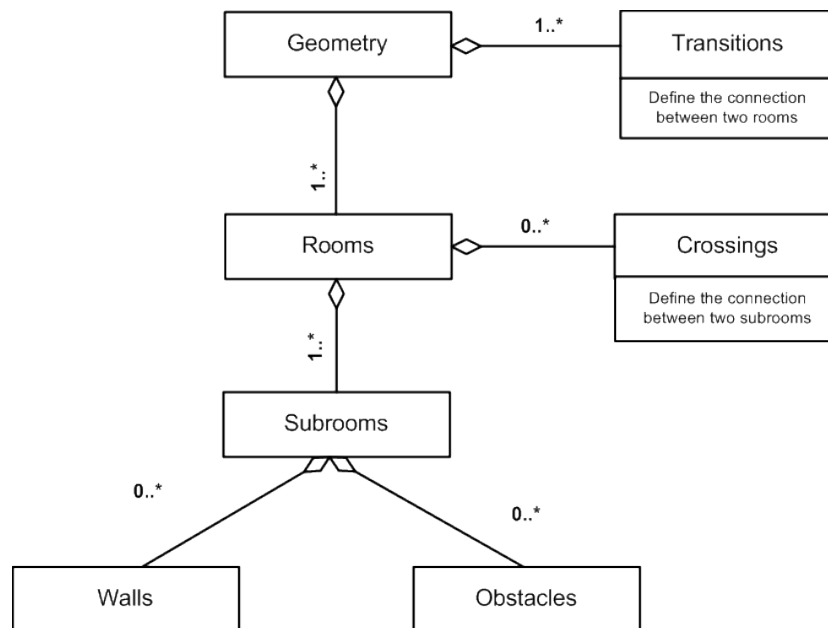 Geometry
1..*
Transitions
Define the connection
between two rooms
1..*
Rooms
0..*
Crossings
Define the connection
between two subrooms
1..*
Subrooms
0..*
0..*
Walls
Obstacles